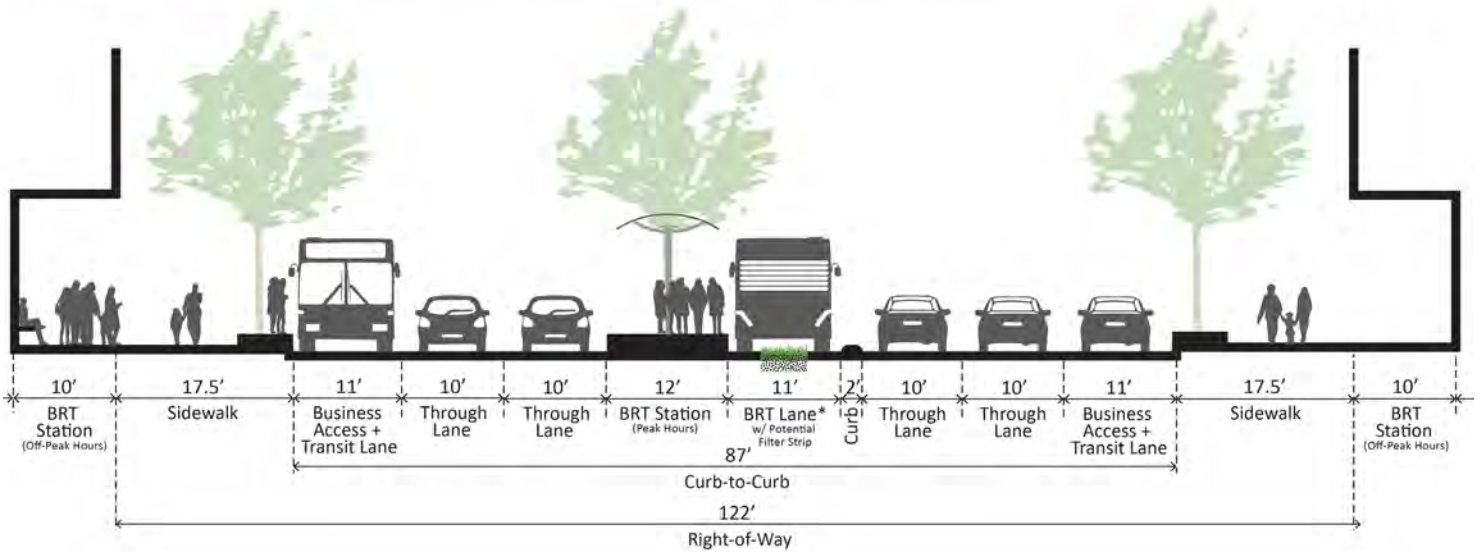 10’
17.5’
11’
10’
10’
12’
11’
2’
10’
10’
11’
17.5’
10’
BRT
Station
(Off-Peak Hours)
Sidewalk
Business
Access +
Transit Lane
Through
Lane
Through
Lane
BRT Station
(Peak Hours)
BRT Lane*
w/ Potential
Filter Strip
Curb
Through
Lane
Through
Lane
Business
Access +
Transit Lane
Sidewalk
BRT
Station
(Off-Peak Hours)
87’
Curb-to-Curb
122’
Right-of-Way